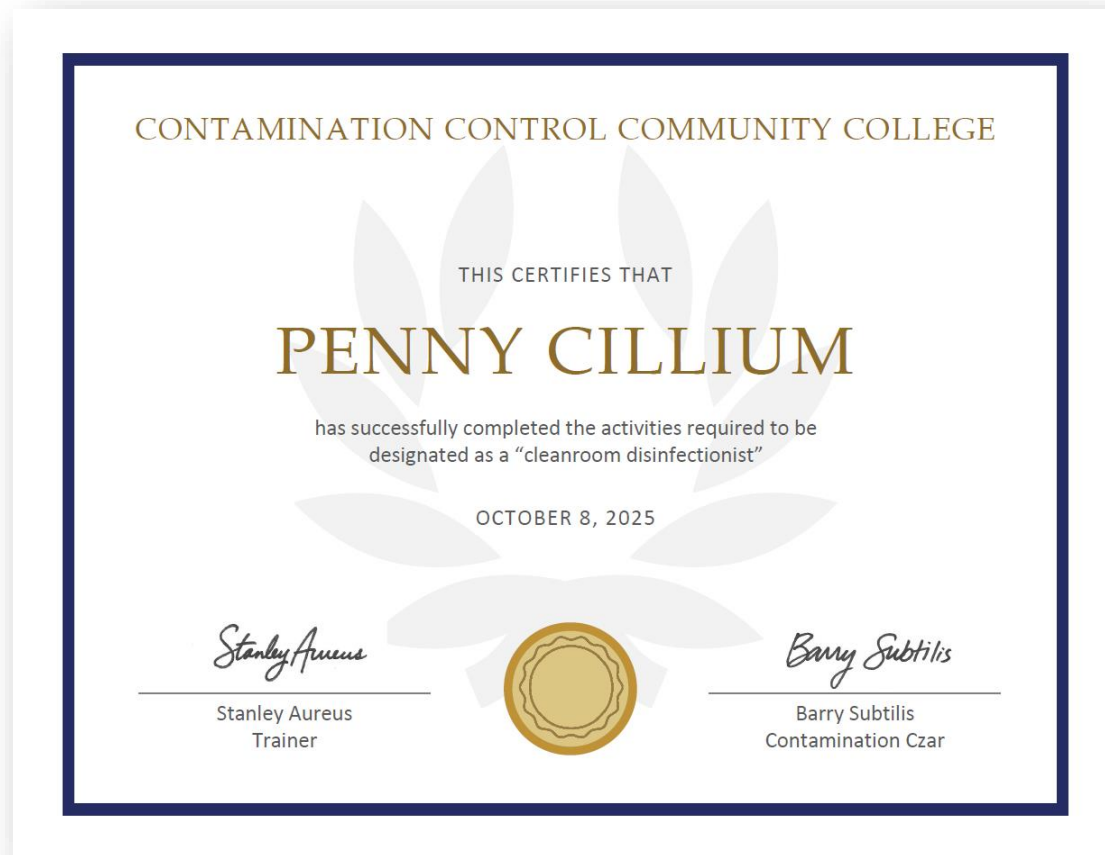 CONTAMINATION CONTROL COMMUNITY COLLEGE
THIS CERTIFIES THAT
PENNY CILLIUM
has successfully completed the activities required to be
designated as a “cleanroom disinfectionist”
OCTOBER 8, 2025
Stanley Aureus
Stanley Aureus
Trainer
Barry Subtilis
Barry Subtilis
Contamination Czar